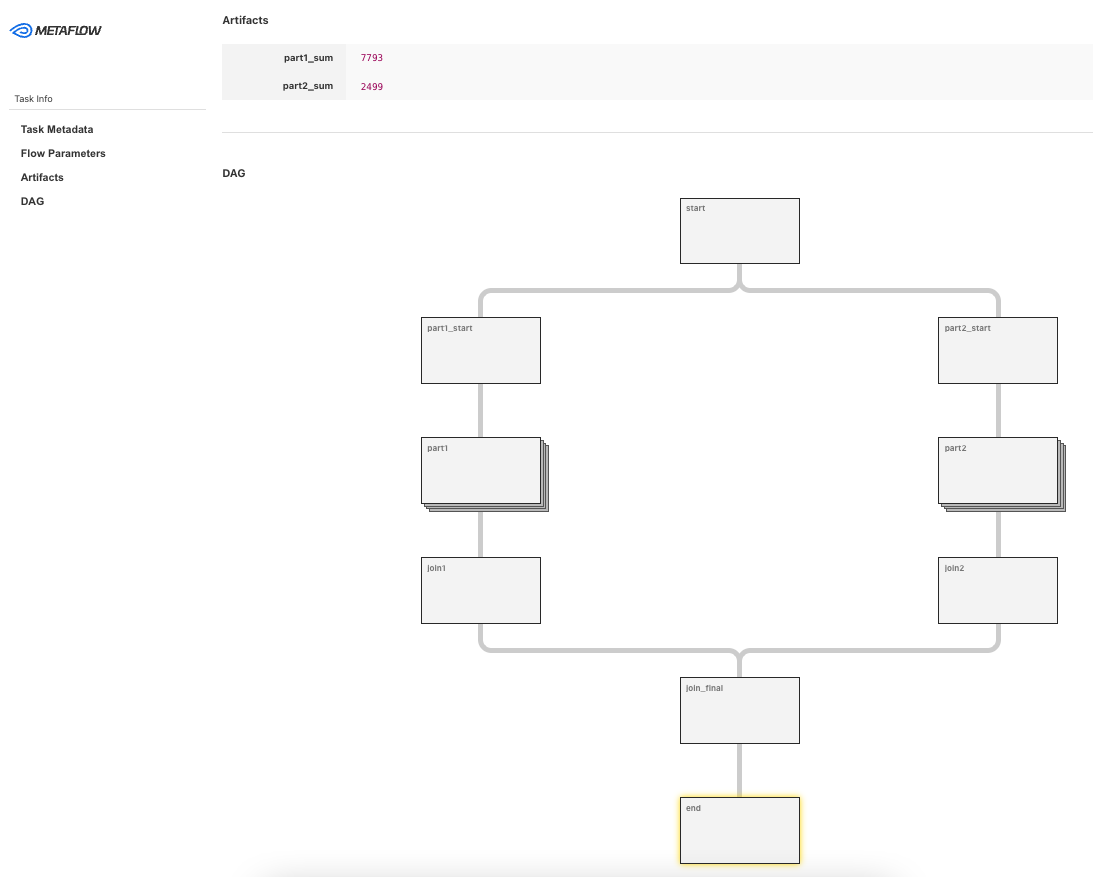 METAFLOW
Task Info
Task Metadata
Flow Parameters
Artifacts
DAG
Artifacts
part1_sum 7793
part2_sum 2499
DAG
start
part1_start
part2_start
part1
part2
join1
join2
join_final
end